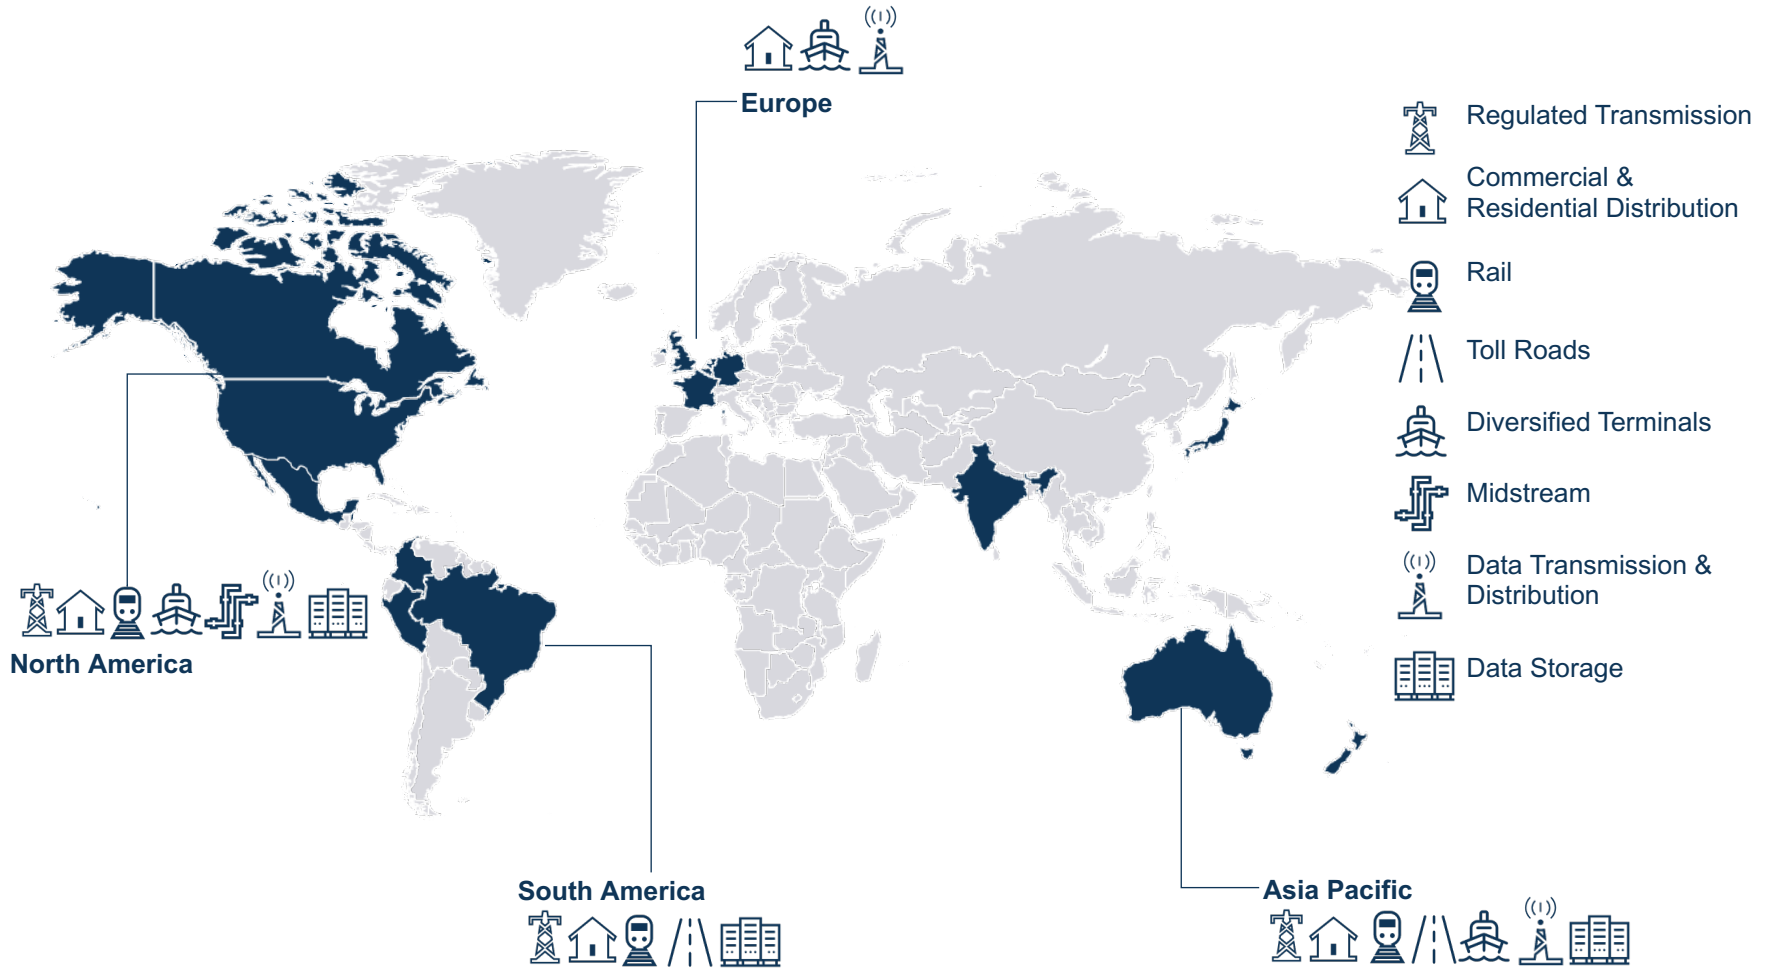 Europe
Regulated Transmission
Commercial &
Residential Distribution
Rail
Toll Roads
Diversified Terminals
Midstream
Data Transmission &
Distribution
Data Storage
North America
South America
Asia Pacific